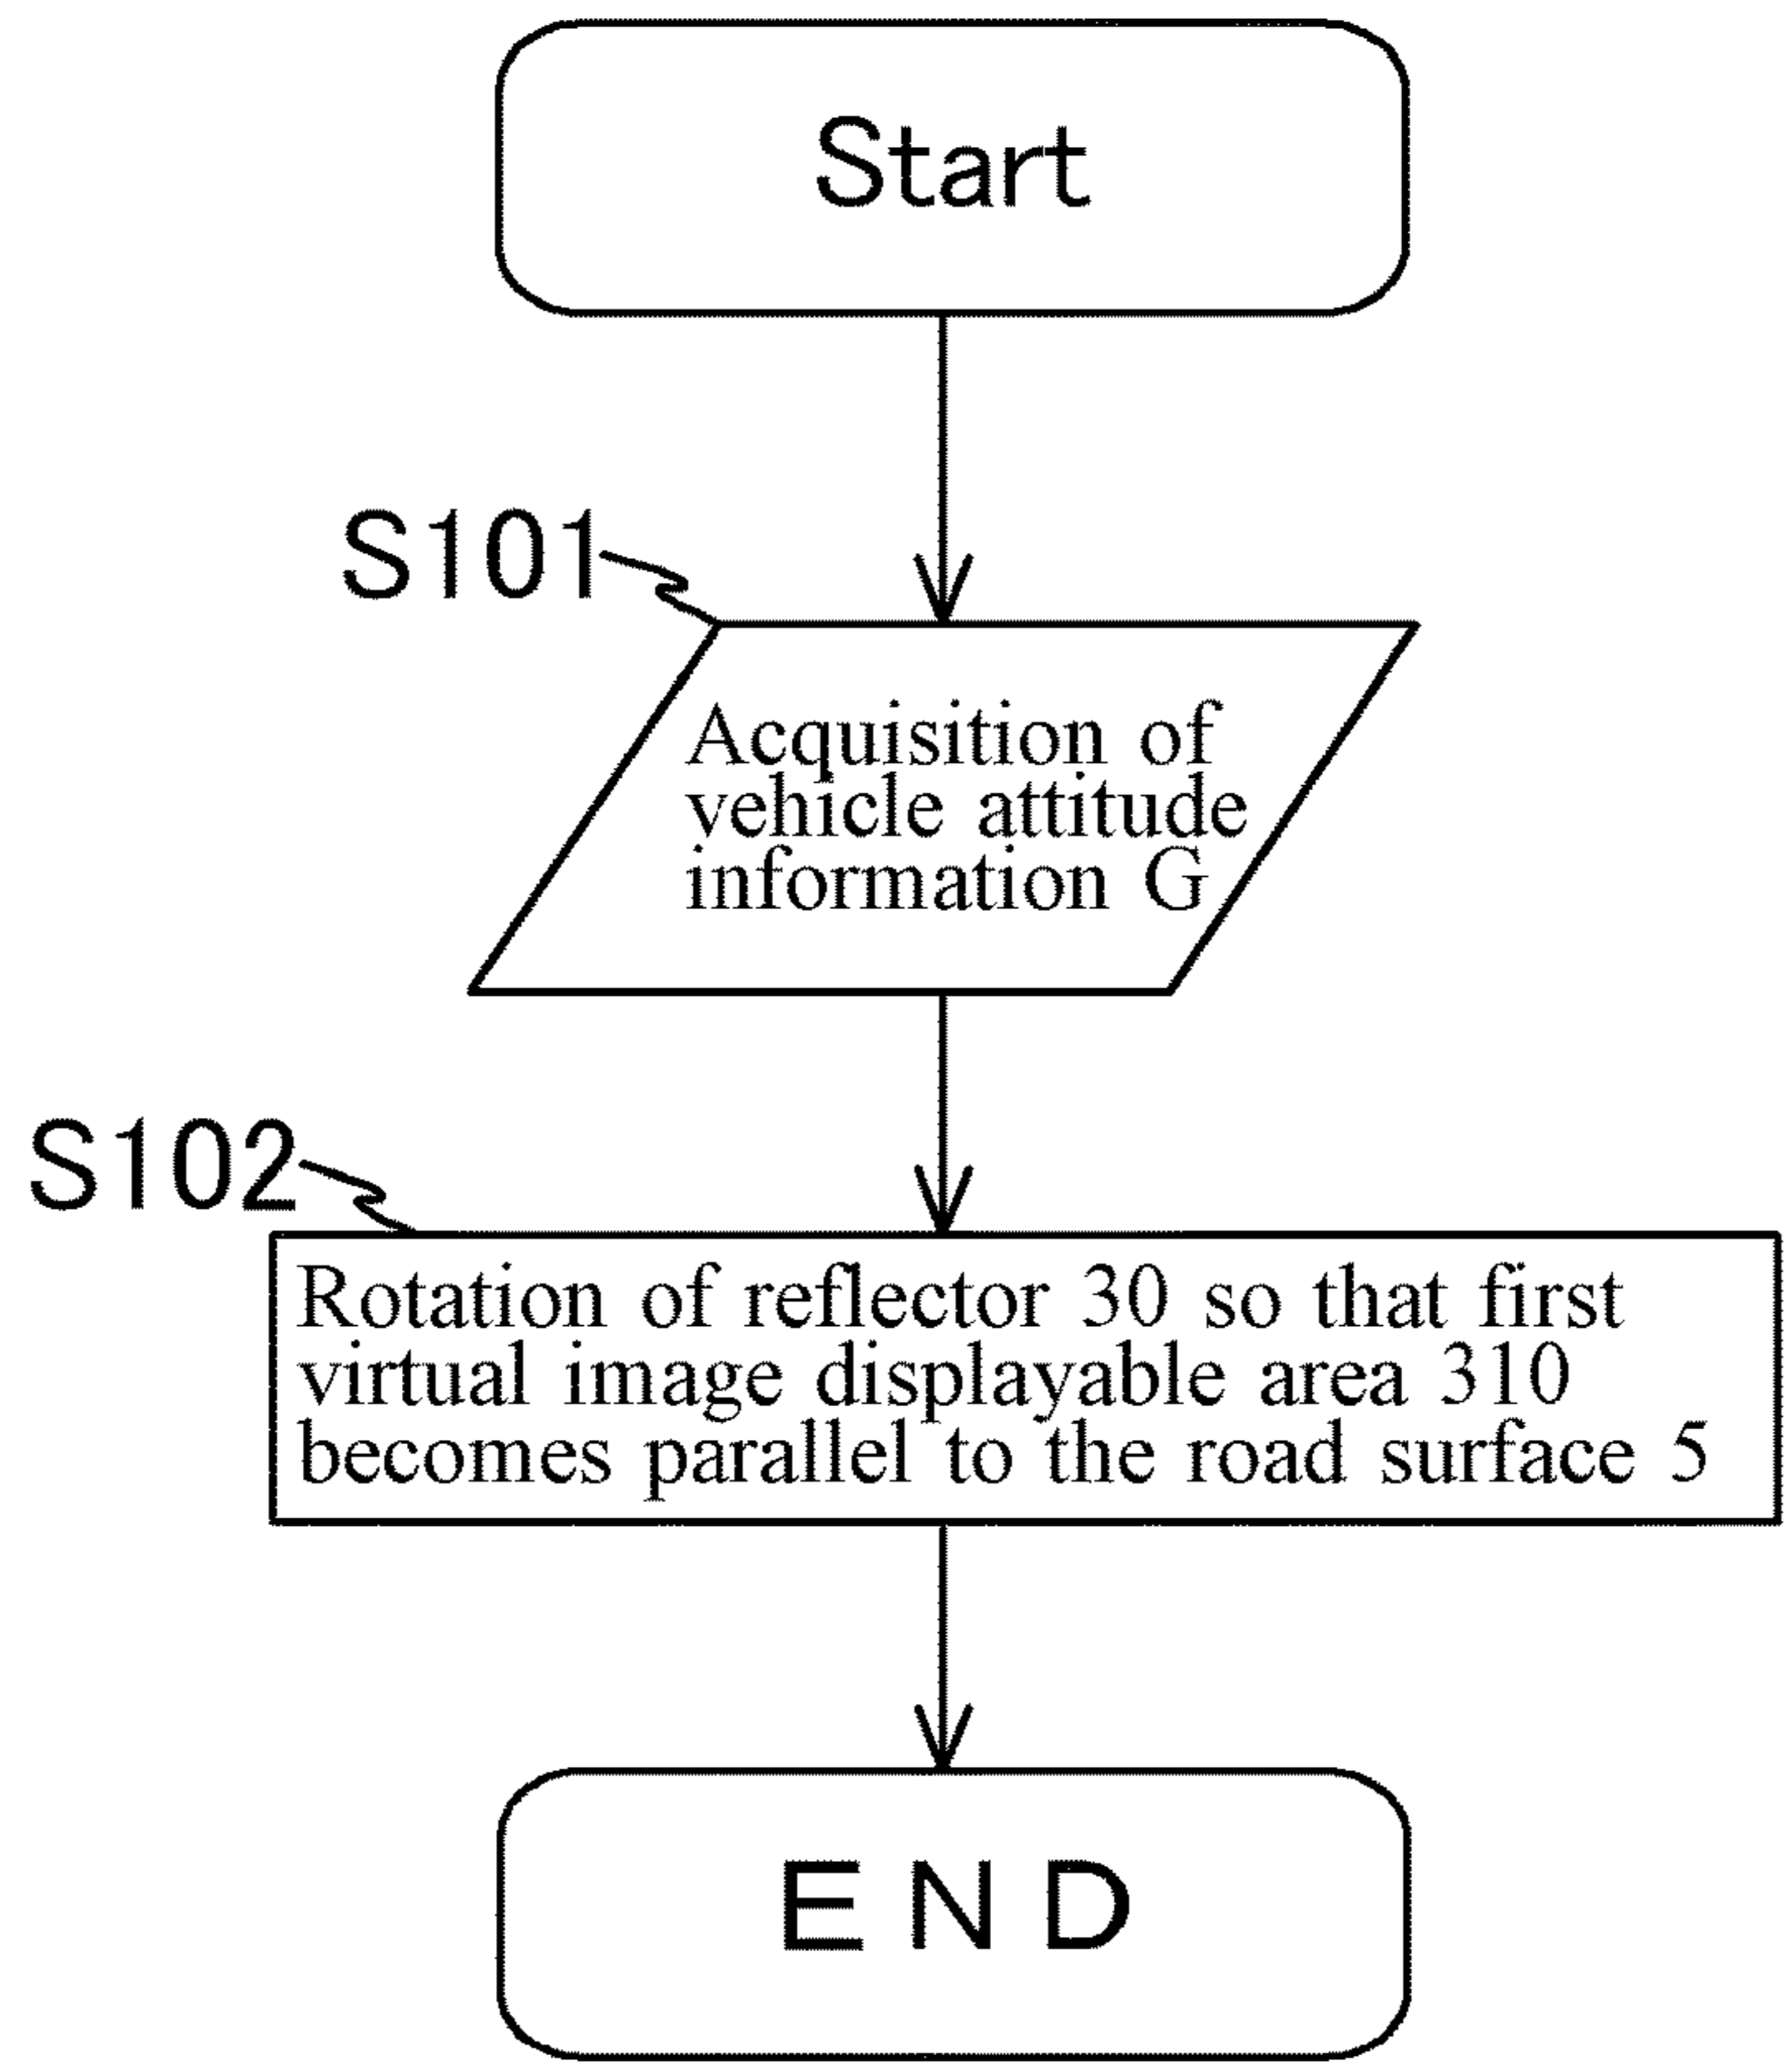 Start
S101
Acquisition of
vehicle attitude
information G
S102
Rotation of reflector 30 so that first
virtual image displayable area 310
becomes parallel to the road surface 5
END